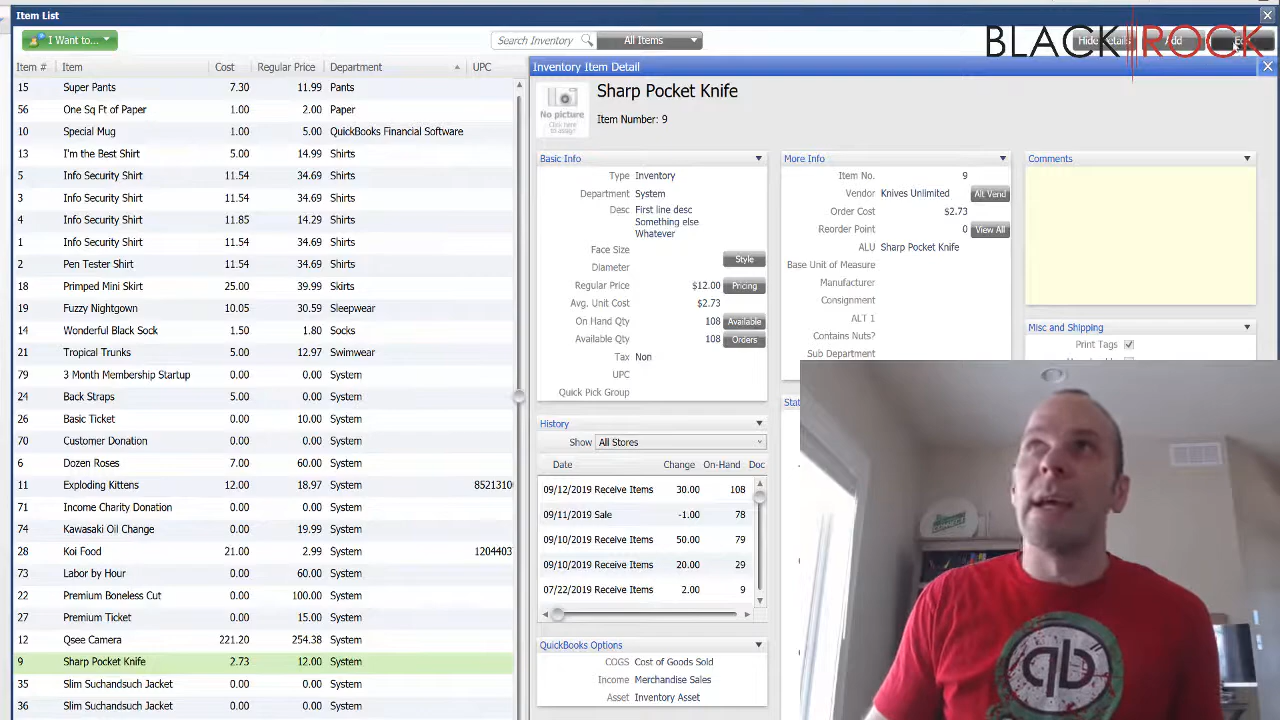 Item List
I Want to...
Search Inventory
All Items
Hide Details
Add
BLACK ROCK
Item # Item Cost Regular Price Department UPC
15 Super Pants 7.30 11.99 Pants
56 One Sq Ft of Paper 1.00 2.00 Paper
10 Special Mug 1.00 5.00 QuickBooks Financial Software
13 I'm the Best Shirt 5.00 14.99 Shirts
5 Info Security Shirt 11.54 34.69 Shirts
3 Info Security Shirt 11.54 34.69 Shirts
4 Info Security Shirt 11.85 14.29 Shirts
1 Info Security Shirt 11.54 34.69 Shirts
2 Pen Tester Shirt 11.54 34.69 Shirts
18 Primped Mini Skirt 25.00 39.99 Skirts
19 Fuzzy Nightgown 10.05 30.59 Sleepwear
14 Wonderful Black Sock 1.50 1.80 Socks
21 Tropical Trunks 5.00 12.97 Swimwear
79 3 Month Membership Startup 0.00 0.00 System
24 Back Straps 5.00 0.00 System
26 Basic Ticket 0.00 10.00 System
70 Customer Donation 0.00 0.00 System
6 Dozen Roses 7.00 60.00 System
11 Exploding Kittens 12.00 18.97 System 8521310
71 Income Charity Donation 0.00 0.00 System
74 Kawasaki Oil Change 0.00 19.99 System
28 Koi Food 21.00 2.99 System 1204403
73 Labor by Hour 0.00 0.00 System
22 Premium Boneless Cut 0.00 100.00 System
27 Premium Ticket 0.00 15.00 System
12 Qsee Camera 221.20 254.38 System
9 Sharp Pocket Knife 2.73 12.00 System
35 Slim Suchandsuch Jacket 0.00 0.00 System
36 Slim Suchandsuch Jacket 0.00 0.00 System
Inventory Item Detail
No picture
Click here
to assign
Sharp Pocket Knife
Item Number: 9
Basic Info
Type Inventory
Department System
Desc First line desc
Something else
Whatever
Face Size
Diameter Style
Regular Price $12.00 Pricing
Avg. Unit Cost $2.73
On Hand Qty 108 Available
Available Qty 108 Orders
Tax Non
UPC
Quick Pick Group
History
Show All Stores
Date Change On-Hand Doc
09/12/2019 Receive Items 30.00 108
09/11/2019 Sale -1.00 78
09/10/2019 Receive Items 50.00 79
09/10/2019 Receive Items 20.00 29
07/22/2019 Receive Items 2.00 9
QuickBooks Options
COGS Cost of Goods Sold
Income Merchandise Sales
Asset Inventory Asset
More Info
Item No. 9
Vendor Knives Unlimited Alt Vend
Order Cost $2.73
Reorder Point 0 View All
ALU Sharp Pocket Knife
Base Unit of Measure
Manufacturer
Consignment
ALT 1
Contains Nuts?
Sub Department
Comments
Misc and Shipping
Print Tags
qb